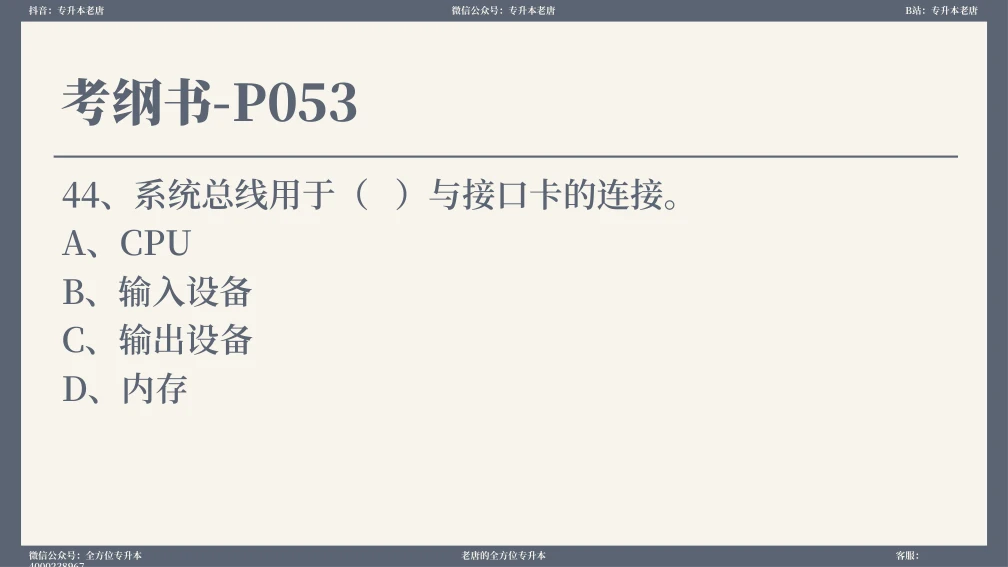 抖音：专升本老唐
微信公众号：专升本老唐
B站：专升本老唐
考纲书-P053
44、系统总线用于（  ）与接口卡的连接。
A、CPU
B、输入设备
C、输出设备
D、内存
微信公众号：全方位专升本
老唐的全方位专升本
客服：
4000238967